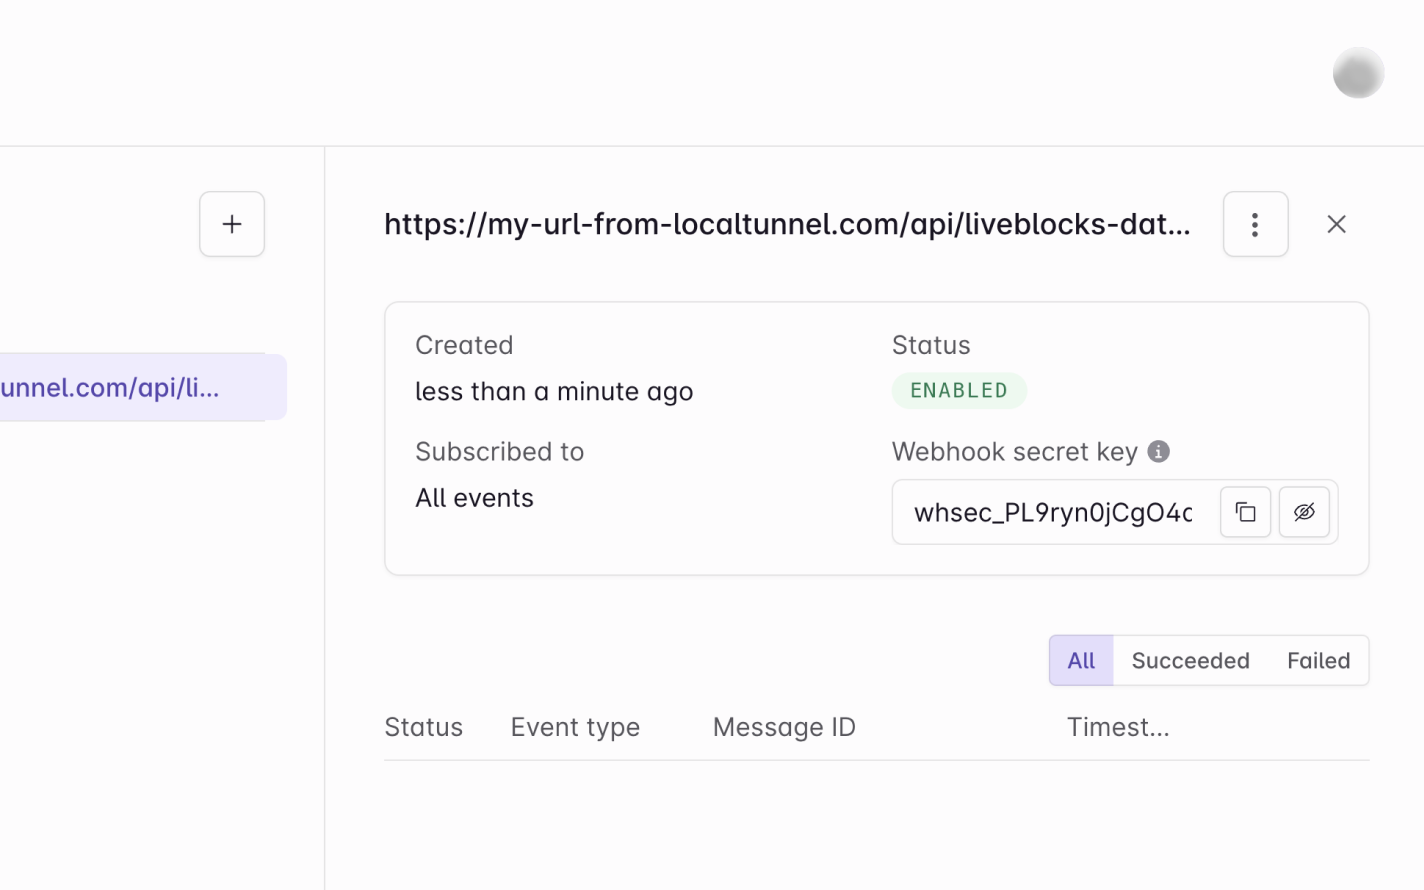 https://my-url-from-localtunnel.com/api/liveblocks-dat...
unnel.com/api/li...
Created
less than a minute ago
Status
ENABLED
Subscribed to
All events
Webhook secret key
whsec_PL9ryn0jCgO4c
All Succeeded Failed
Status Event type Message ID Timest...